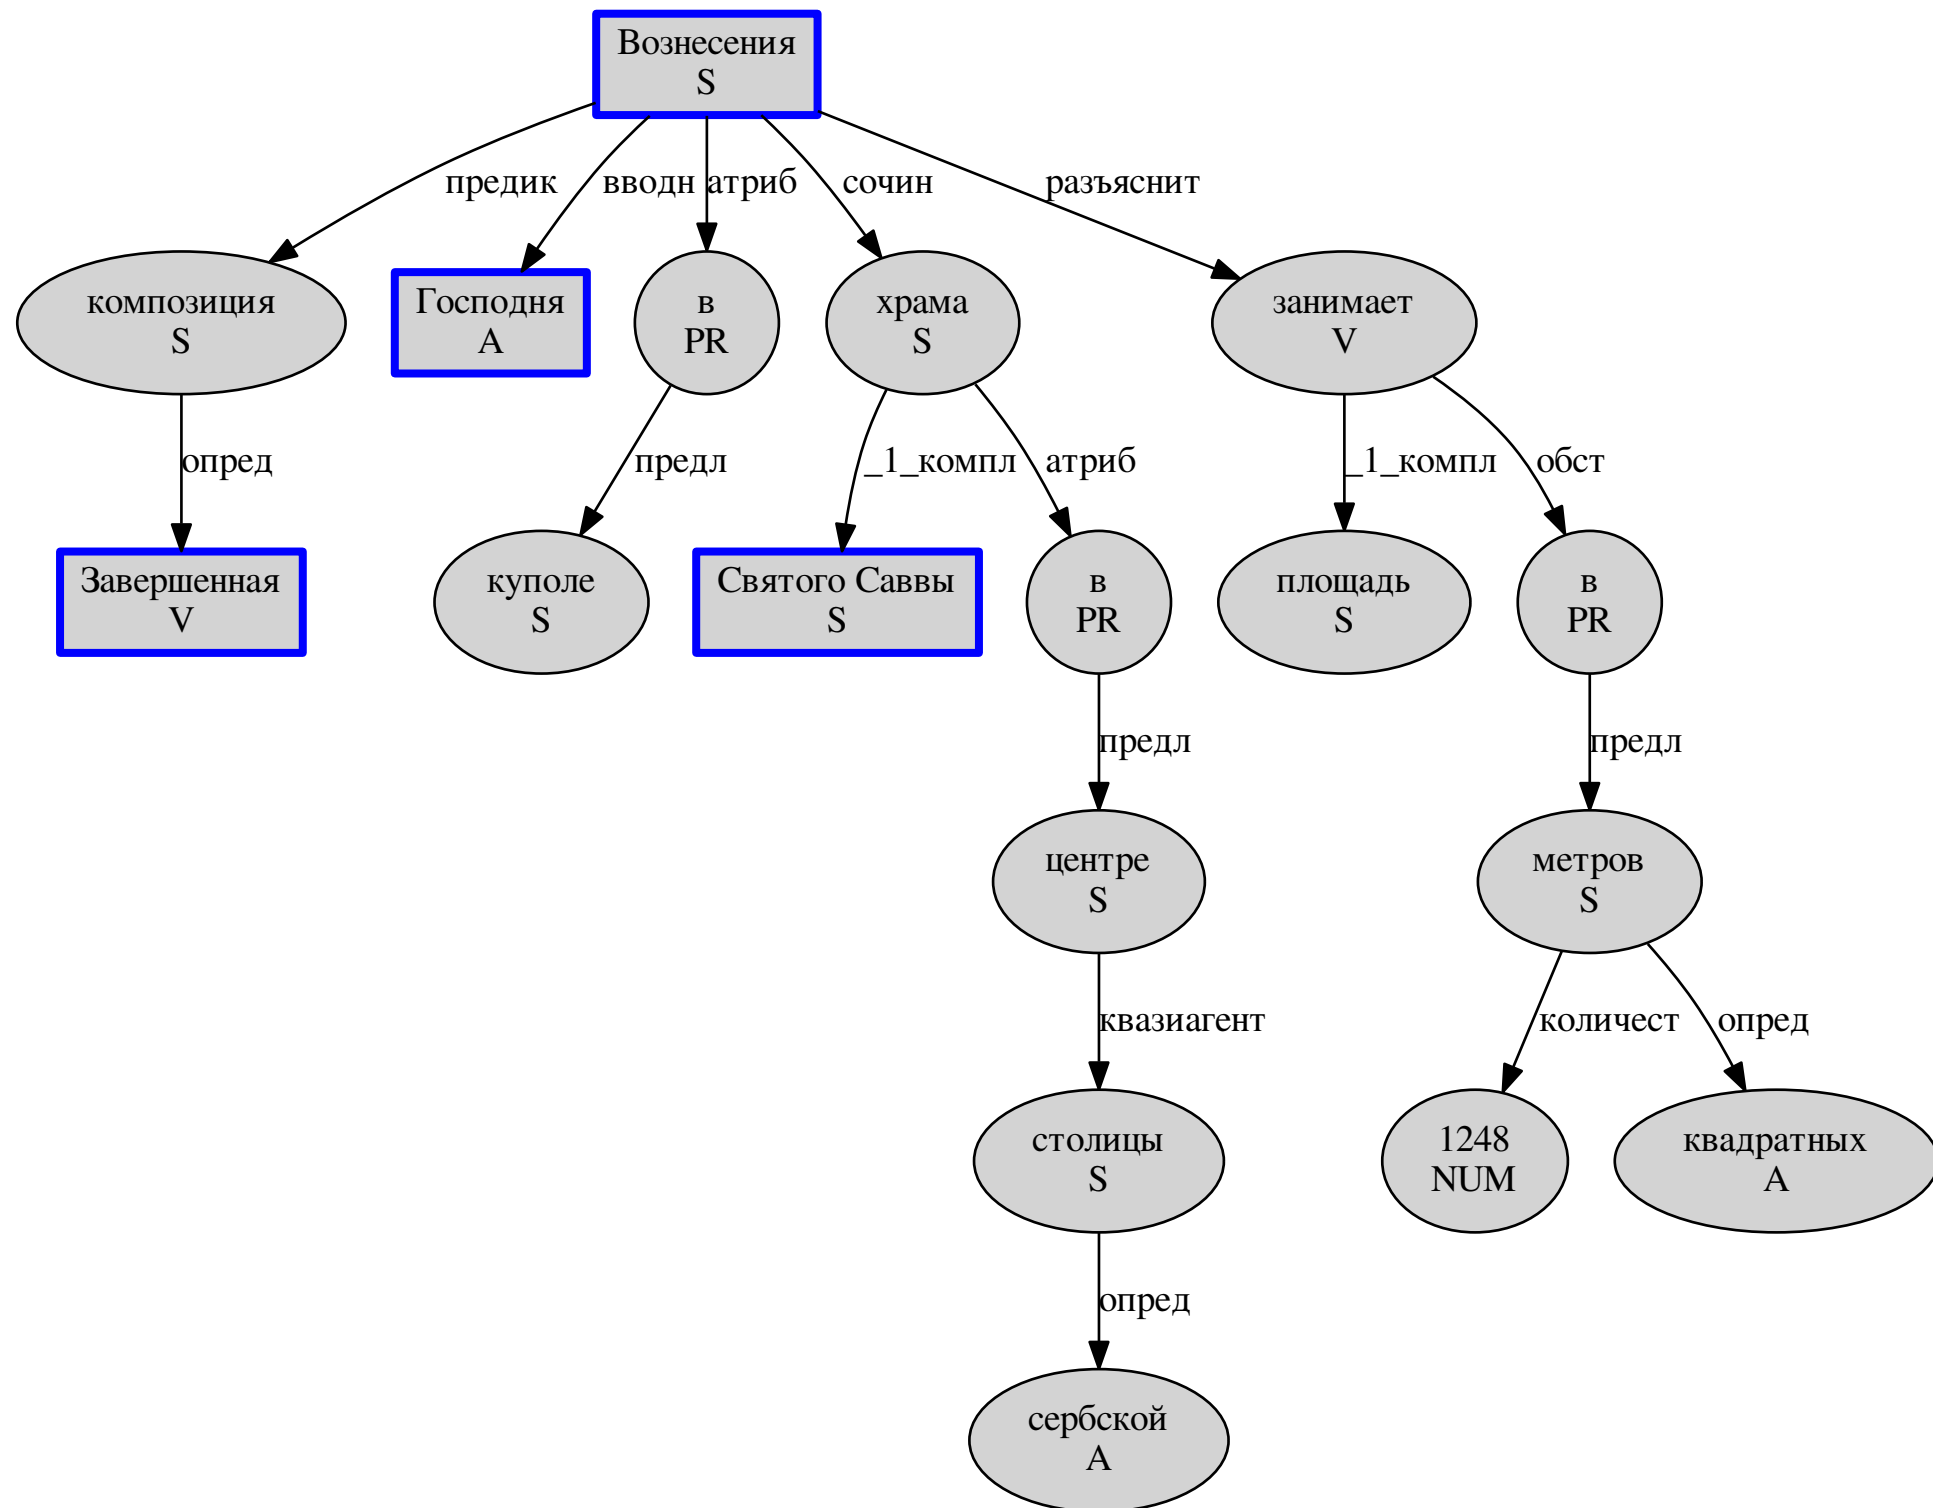 Вознесения
S
предик
вводн
атриб
сочин
разъяснит
композиция
S
Господня
A
в
PR
храма
S
занимает
V
опред
предл
_1_компл
атриб
_1_компл
обст
Завершенная
V
куполе
S
Святого Саввы
S
в
PR
площадь
S
в
PR
предл
предл
центре
S
метров
S
квазиагент
количест
опред
столицы
S
1248
NUM
квадратных
A
опред
сербской
A